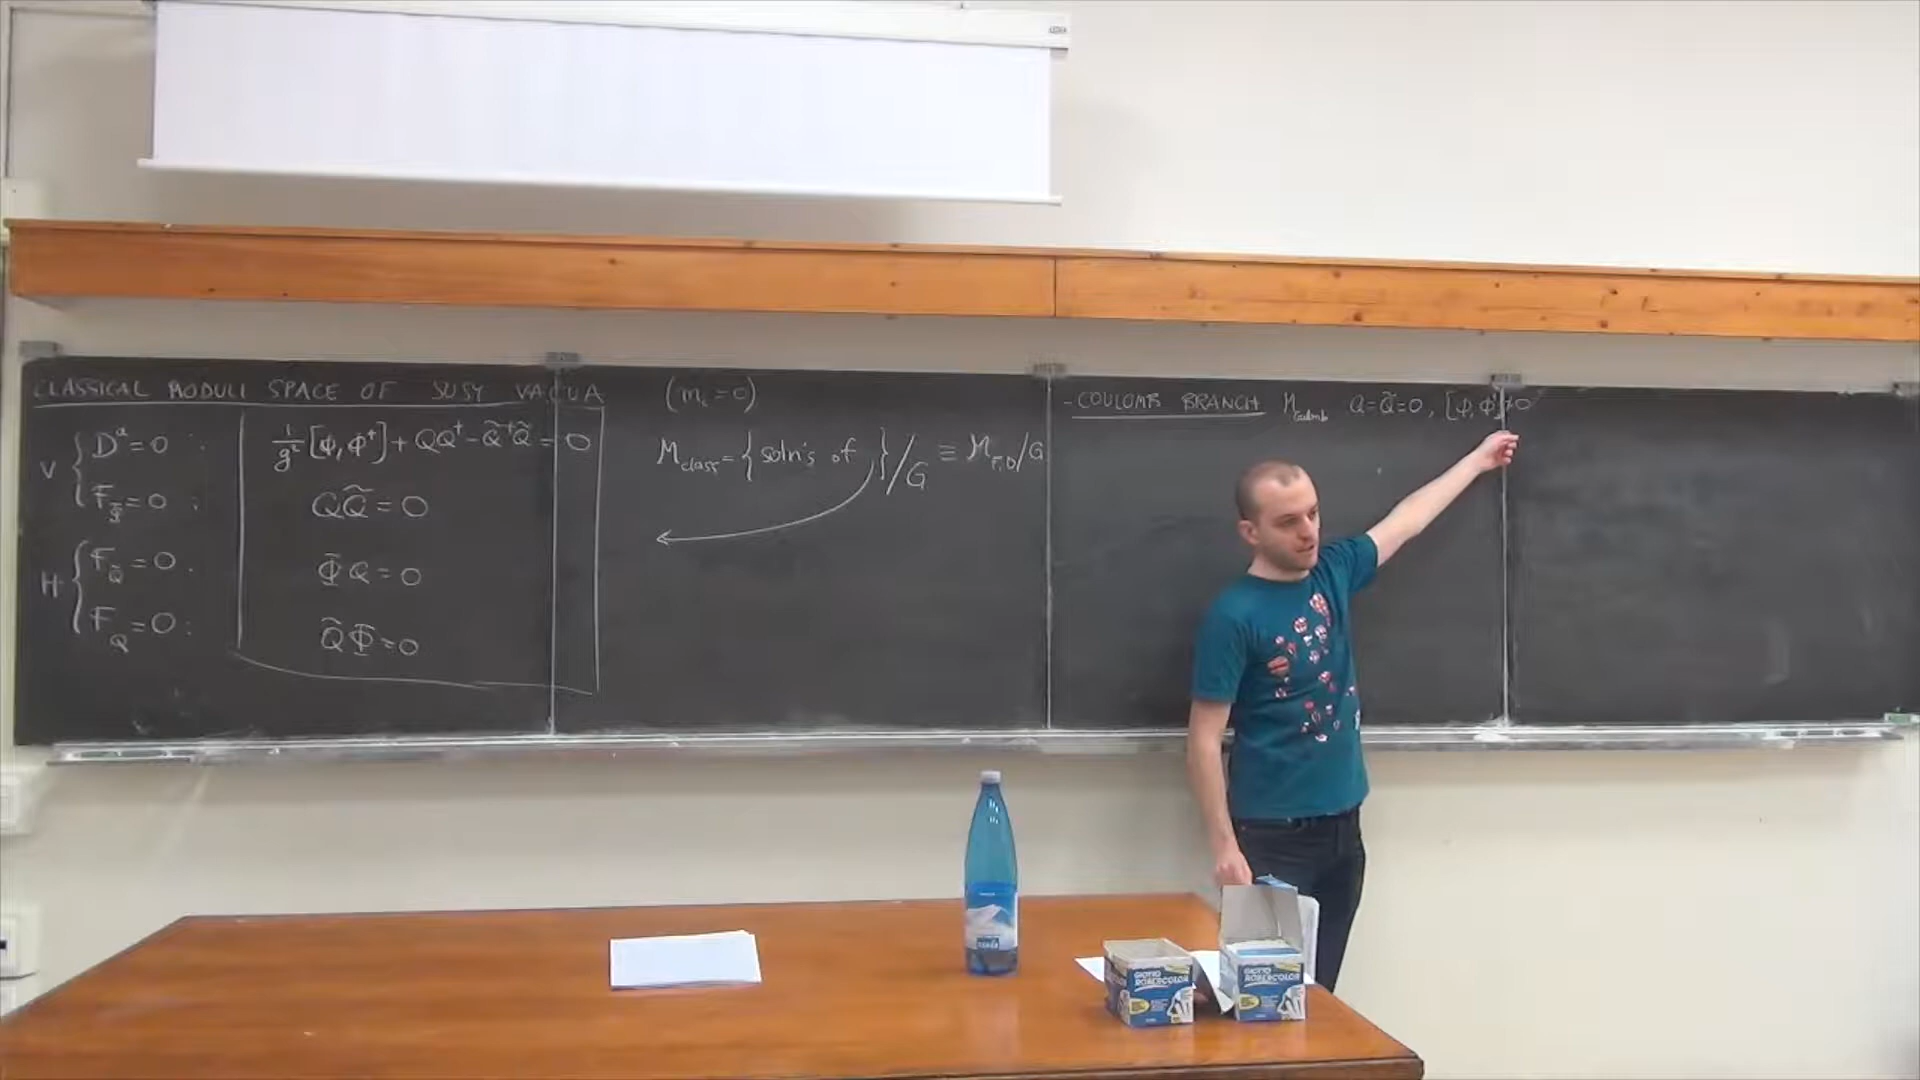 CLASSICAL MODULI SPACE OF SUSY VACUA
V { D^a = 0 : 1/g² [Φ, Φ†] + QQ† - Q̃†Q̃ = 0
F_Φ = 0 : QQ̃ = 0
H { F_Q̃ = 0 : ΦQ = 0
F_Q = 0 : Q̃Φ = 0
(m_i = 0)
M_class = { soln's of } / G ≡ M_F,D / G
- COULOMB BRANCH M_Coulomb Q = Q̃ = 0, [Φ, Φ†] = 0
GIOTTO
ROBERCOLOR
GIOTTO
ROBERCOLOR